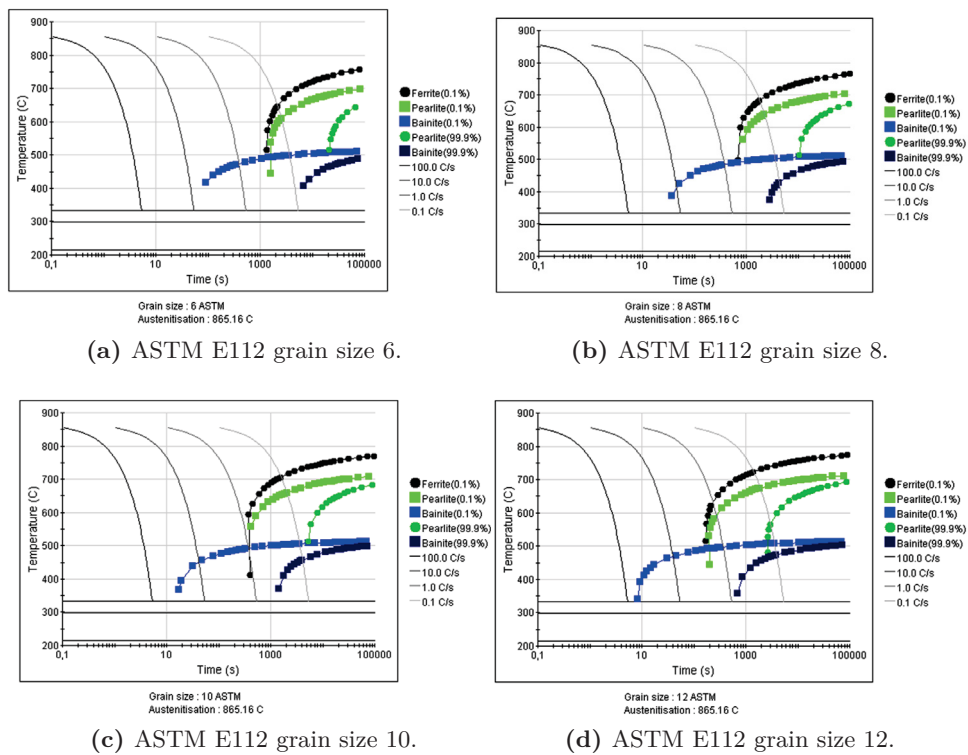 900
800
700
600
500
400
300
200
Temperature (C)
0,1
10
1000
100000
Time (s)
Ferrite(0.1%)
Pearlite(0.1%)
Bainite(0.1%)
Pearlite(99.9%)
Bainite(99.9%)
100.0 C/s
10.0 C/s
1.0 C/s
0.1 C/s
Grain size : 6 ASTM
Austenitisation : 865.16 C
(a) ASTM E112 grain size 6.
900
800
700
600
500
400
300
200
Temperature (C)
0,1
10
1000
100000
Time (s)
Ferrite(0.1%)
Pearlite(0.1%)
Bainite(0.1%)
Pearlite(99.9%)
Bainite(99.9%)
100.0 C/s
10.0 C/s
1.0 C/s
0.1 C/s
Grain size : 8 ASTM
Austenitisation : 865.16 C
(b) ASTM E112 grain size 8.
900
800
700
600
500
400
300
200
Temperature (C)
0,1
10
1000
100000
Time (s)
Ferrite(0.1%)
Pearlite(0.1%)
Bainite(0.1%)
Pearlite(99.9%)
Bainite(99.9%)
100.0 C/s
10.0 C/s
1.0 C/s
0.1 C/s
Grain size : 10 ASTM
Austenitisation : 865.16 C
(c) ASTM E112 grain size 10.
900
800
700
600
500
400
300
200
Temperature (C)
0,1
10
1000
100000
Time (s)
Ferrite(0.1%)
Pearlite(0.1%)
Bainite(0.1%)
Pearlite(99.9%)
Bainite(99.9%)
100.0 C/s
10.0 C/s
1.0 C/s
0.1 C/s
Grain size : 12 ASTM
Austenitisation : 865.16 C
(d) ASTM E112 grain size 12.